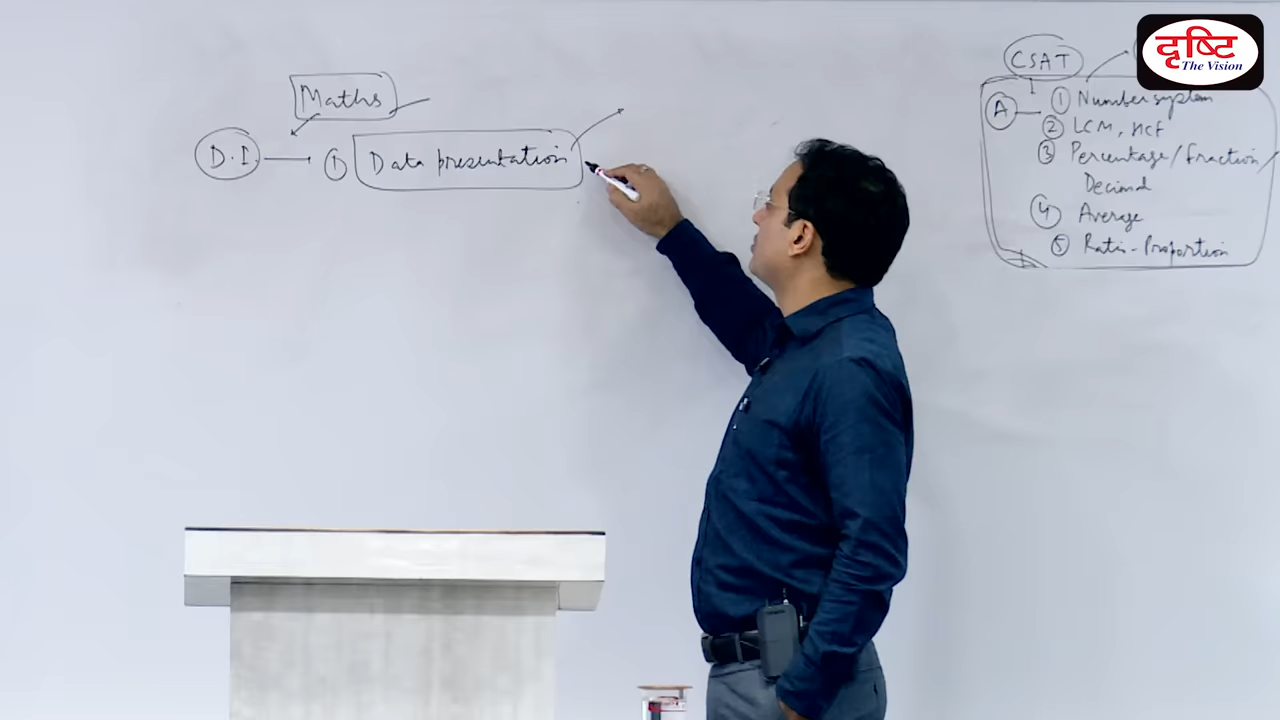 Maths
D.I. ① Data presentation
CSAT
A ① Number system
② LCM, HCF
③ Percentage/Fraction/
Decimal
④ Average
⑤ Ratio-Proportion
दृष्टि
The Vision